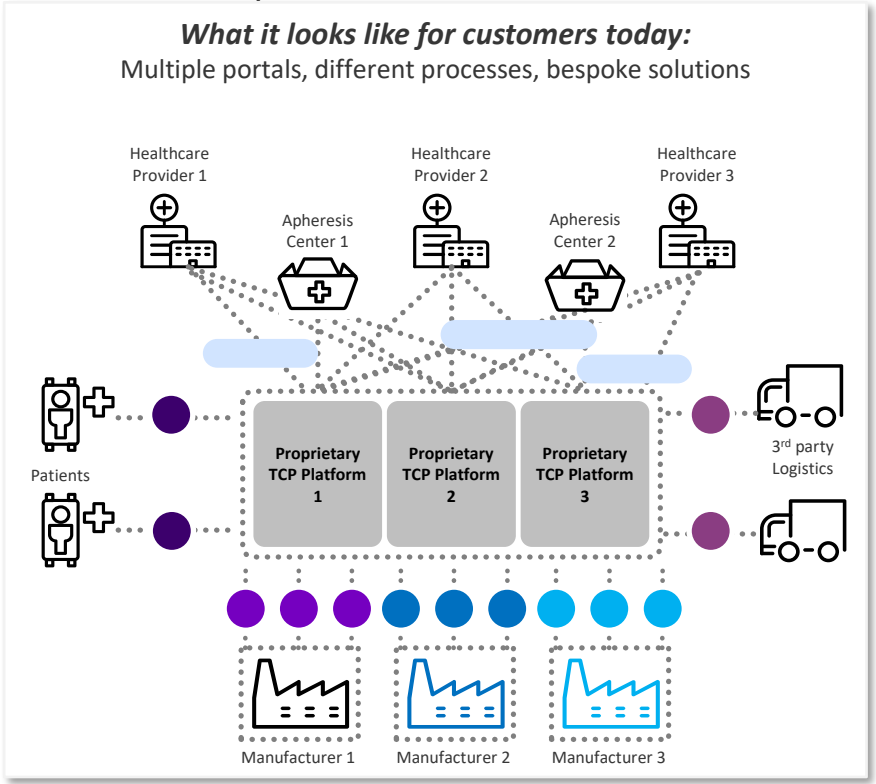 What it looks like for customers today:
Multiple portals, different processes, bespoke solutions
Healthcare
Provider 1
Healthcare
Provider 2
Healthcare
Provider 3
Apheresis
Center 1
Apheresis
Center 2
Patients
Proprietary
TCP Platform
1
Proprietary
TCP Platform
2
Proprietary
TCP Platform
3
3rd party
Logistics
Manufacturer 1
Manufacturer 2
Manufacturer 3